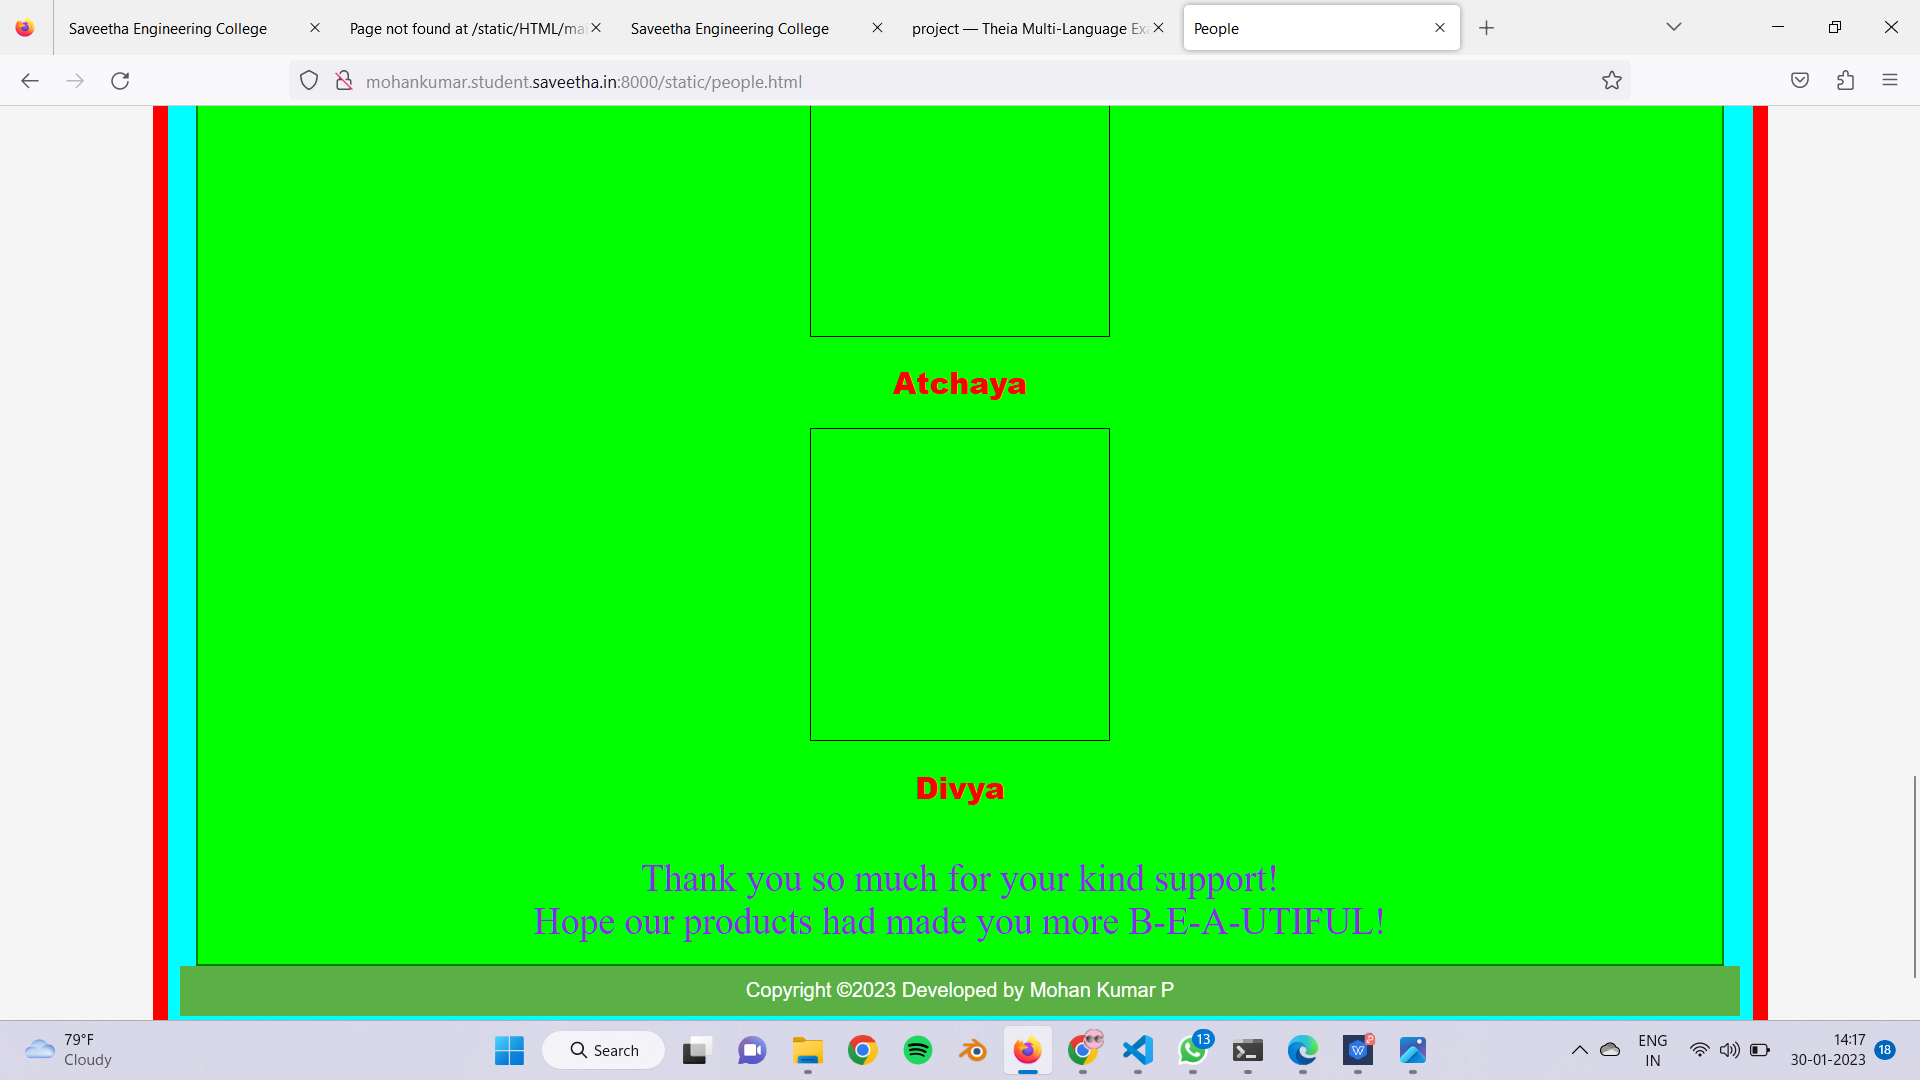 Saveetha Engineering College
Page not found at /static/HTML/mai
Saveetha Engineering College
project — Theia Multi-Language Exa
People
mohankumar.student.saveetha.in:8000/static/people.html
Atchaya
Divya
Thank you so much for your kind support!
Hope our products had made you more B-E-A-UTIFUL!
Copyright ©2023 Developed by Mohan Kumar P
79°F
Cloudy
Search
13
ENG
IN
14:17
30-01-2023
18